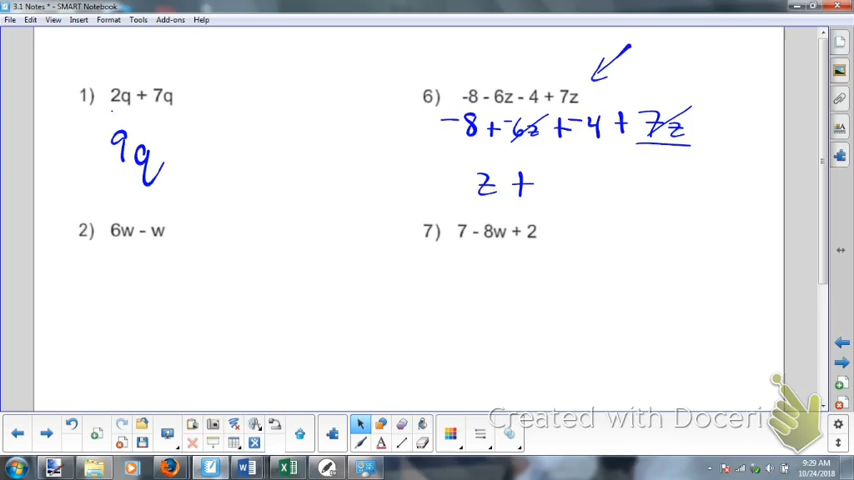 3.1 Notes * - SMART Notebook
File Edit View Insert Format Tools Add-ons Help
1) 2q + 7q
9q
6) -8 - 6z - 4 + 7z
-8 + -6z + -4 + 7z
z +
2) 6w - w
7) 7 - 8w + 2
Created with Doceri
9:29 AM
10/24/2018